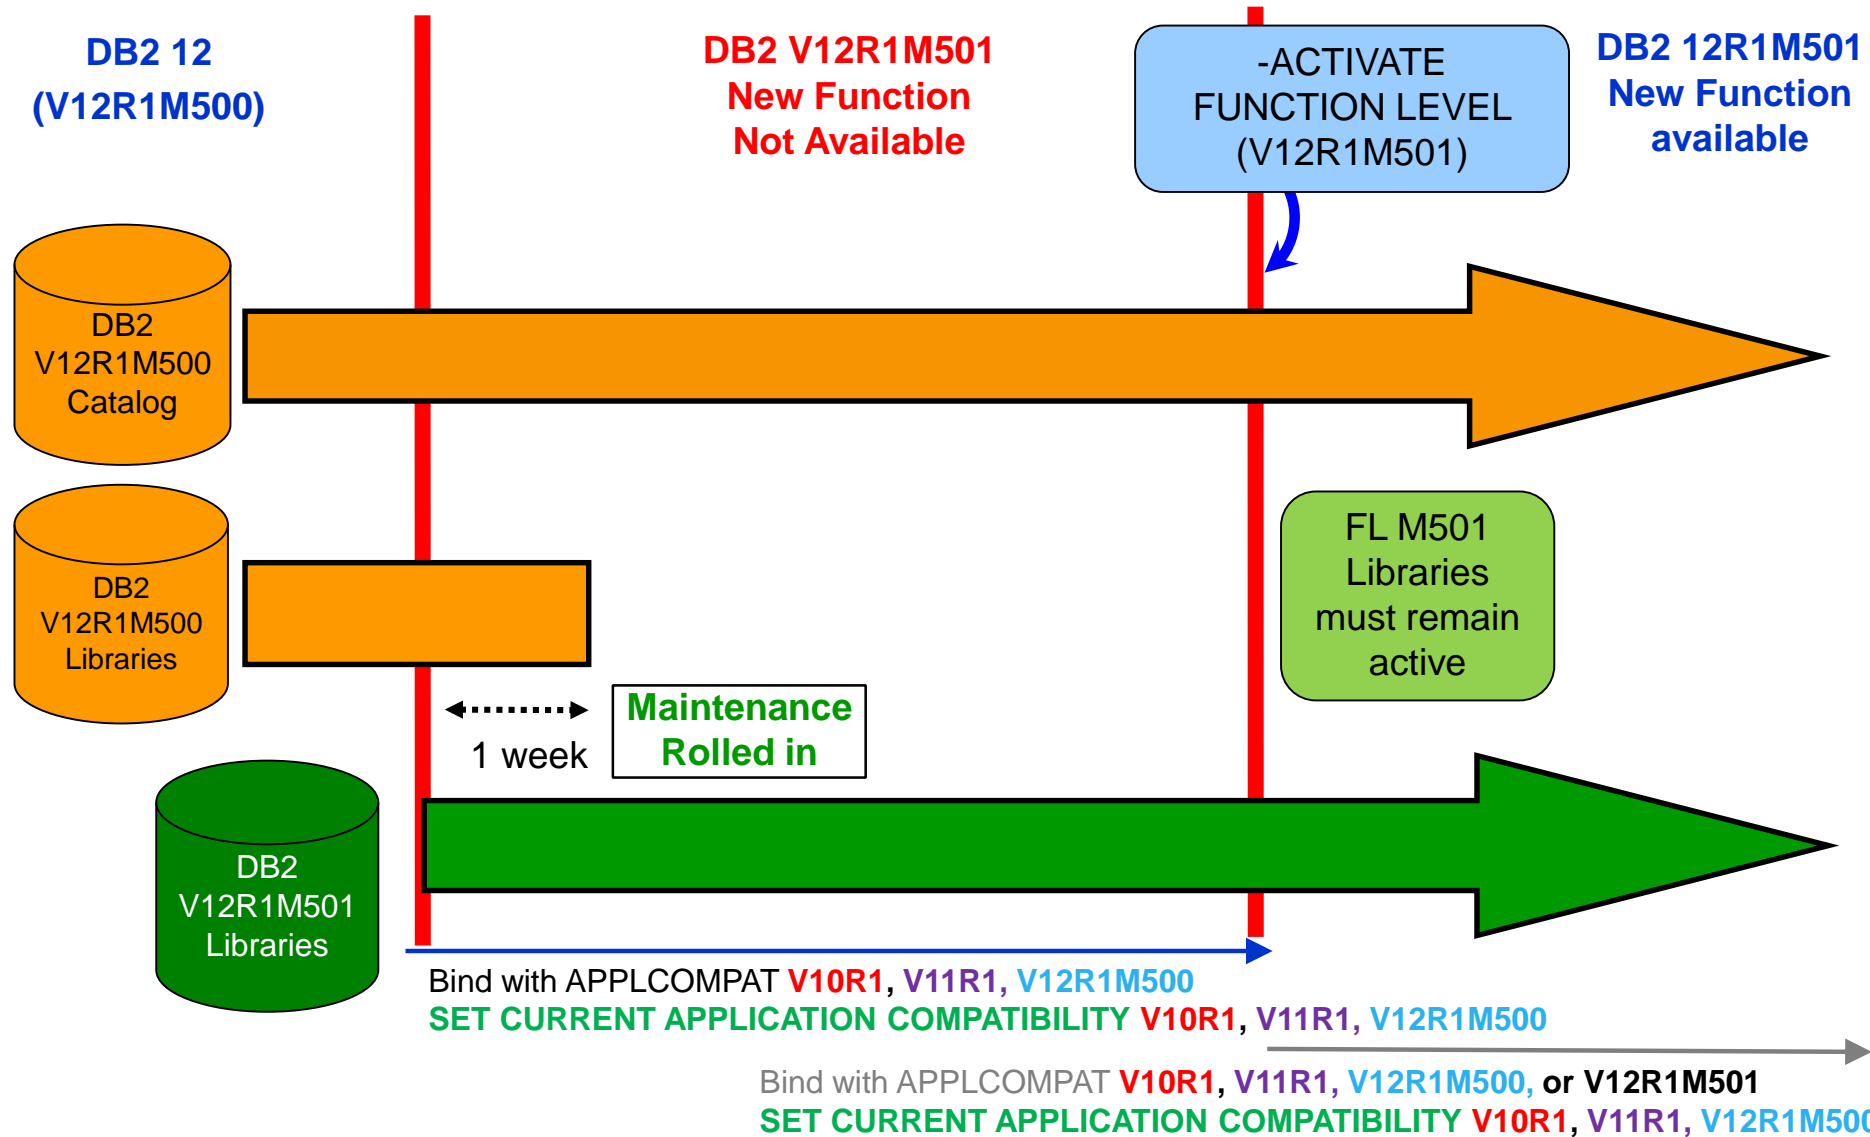 DB2 12
(V12R1M500)
DB2 V12R1M501
New Function
Not Available
-ACTIVATE
FUNCTION LEVEL
(V12R1M501)
DB2 12R1M501
New Function
available
DB2
V12R1M500
Catalog
DB2
V12R1M500
Libraries
FL M501
Libraries
must remain
active
1 week
Maintenance
Rolled in
DB2
V12R1M501
Libraries
Bind with APPLCOMPAT V10R1, V11R1, V12R1M500
SET CURRENT APPLICATION COMPATIBILITY V10R1, V11R1, V12R1M500
Bind with APPLCOMPAT V10R1, V11R1, V12R1M500, or V12R1M501
SET CURRENT APPLICATION COMPATIBILITY V10R1, V11R1, V12R1M500